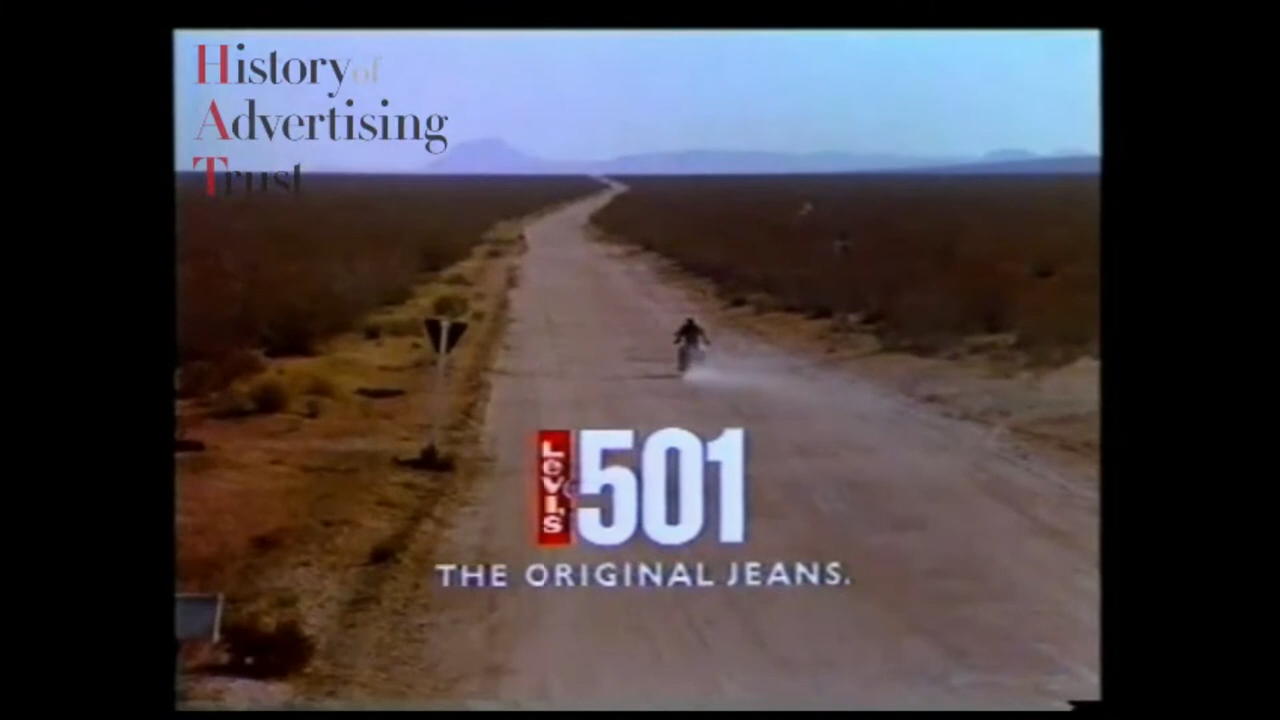 History of
Advertising
Trust
Levi's 501
THE ORIGINAL JEANS.